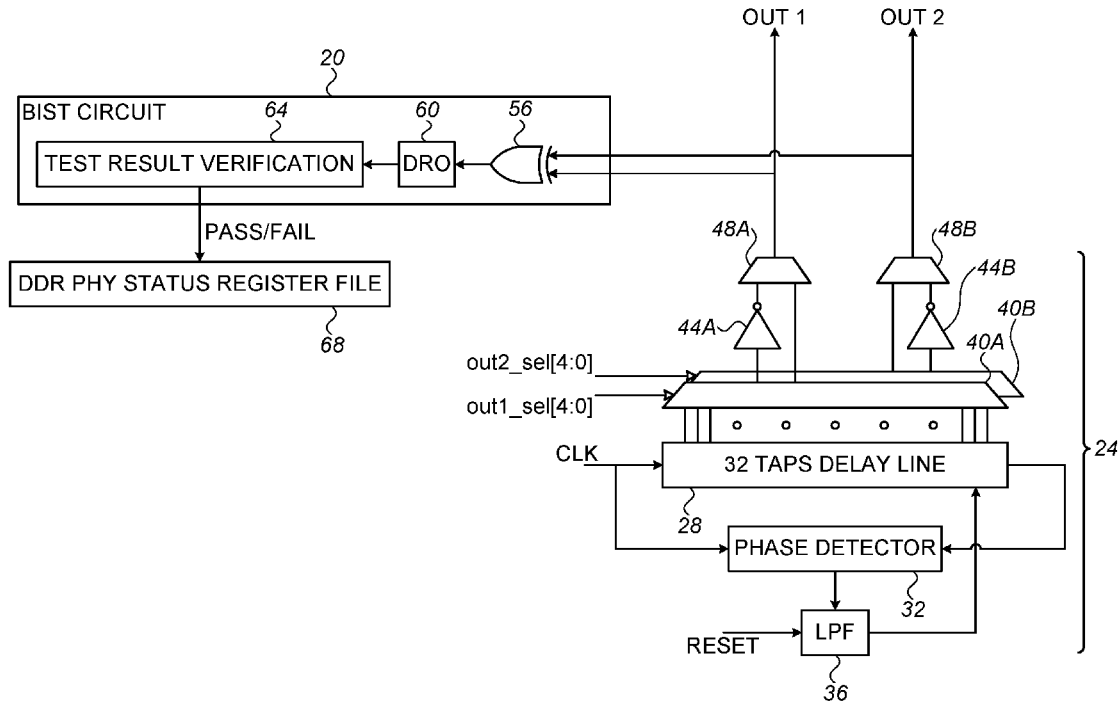 OUT 1
OUT 2
20
BIST CIRCUIT
64
60
56
TEST RESULT VERIFICATION
DRO
PASS/FAIL
48A
48B
DDR PHY STATUS REGISTER FILE
44B
68
44A
40B
40A
out2_sel[4:0]
out1_sel[4:0]
CLK
32 TAPS DELAY LINE
24
28
PHASE DETECTOR
32
RESET
LPF
36